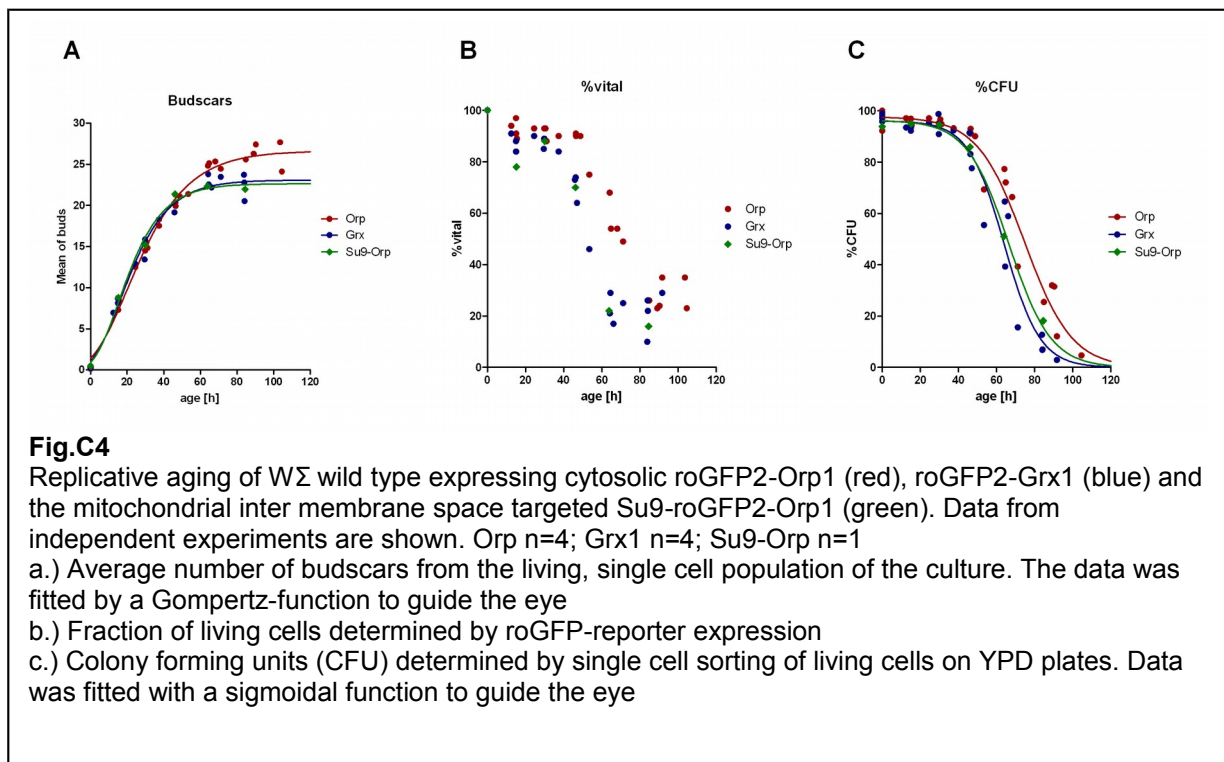 A
B
C
Budscars
%vital
%CFU
Mean of buds
30
25
20
15
10
5
0
0 20 40 60 80 100 120
age [h]
Orp
Grx
Su9-Orp
%vital
100
80
60
40
20
0
0 20 40 60 80 100 120
age [h]
Orp
Grx
Su9-Orp
%CFU
100
80
60
40
20
0
0 20 40 60 80 100 120
age [h]
Orp
Grx
Su9-Orp
Fig.C4
Replicative aging of WΣ wild type expressing cytosolic roGFP2-Orp1 (red), roGFP2-Grx1 (blue) and
the mitochondrial inter membrane space targeted Su9-roGFP2-Orp1 (green). Data from
independent experiments are shown. Orp n=4; Grx1 n=4; Su9-Orp n=1
a.) Average number of budscars from the living, single cell population of the culture. The data was
fitted by a Gompertz-function to guide the eye
b.) Fraction of living cells determined by roGFP-reporter expression
c.) Colony forming units (CFU) determined by single cell sorting of living cells on YPD plates. Data
was fitted with a sigmoidal function to guide the eye